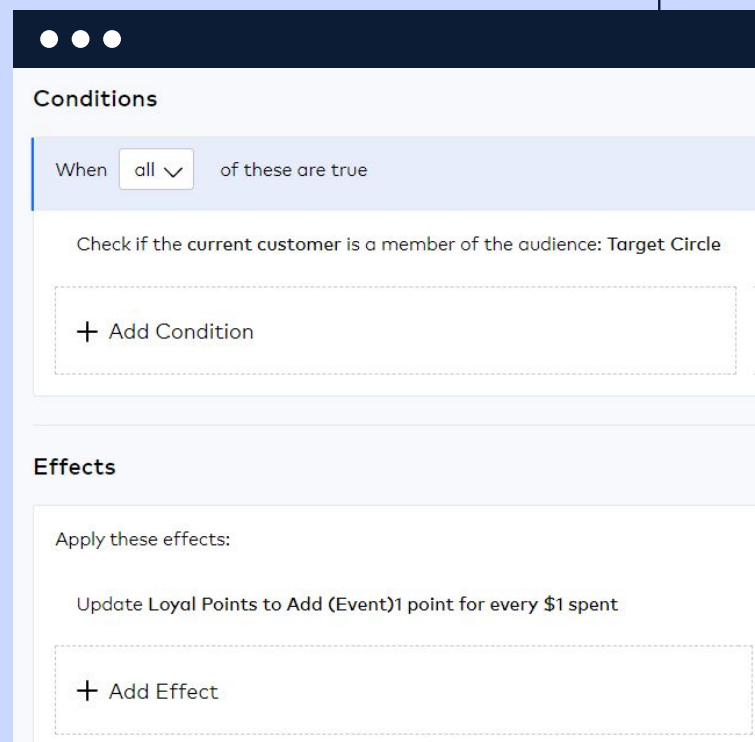 Conditions
When all of these are true
Check if the current customer is a member of the audience: Target Circle
+ Add Condition
Effects
Apply these effects:
Update Loyal Points to Add (Event)1 point for every $1 spent
+ Add Effect